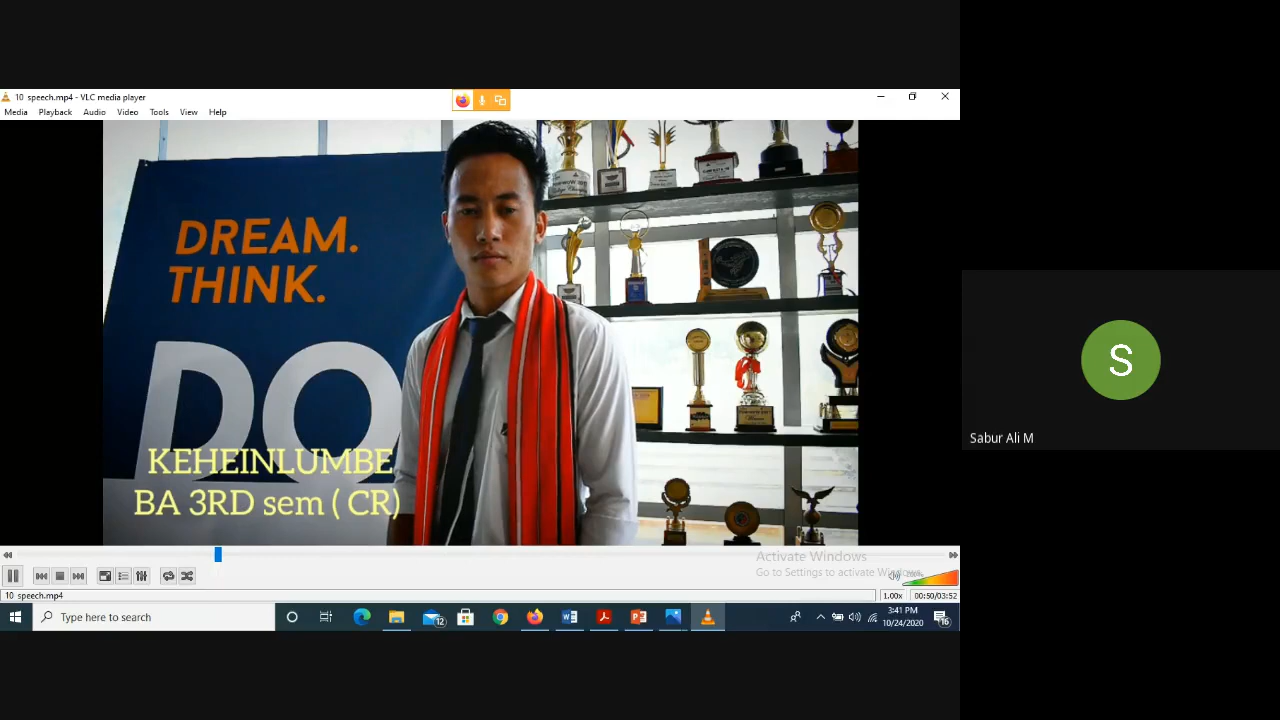 10 speech.mp4 - VLC media player
Media Playback Audio Video Tools View Help
DREAM.
THINK.
DO
KEHEINLUMBE
BA 3RD sem ( CR)
S
Sabur Ali M
Activate Windows
Go to Settings to activate Windows.
10 speech.mp4
1.00x 00:50/03:52
Type here to search
12
3:41 PM
10/24/2020
16